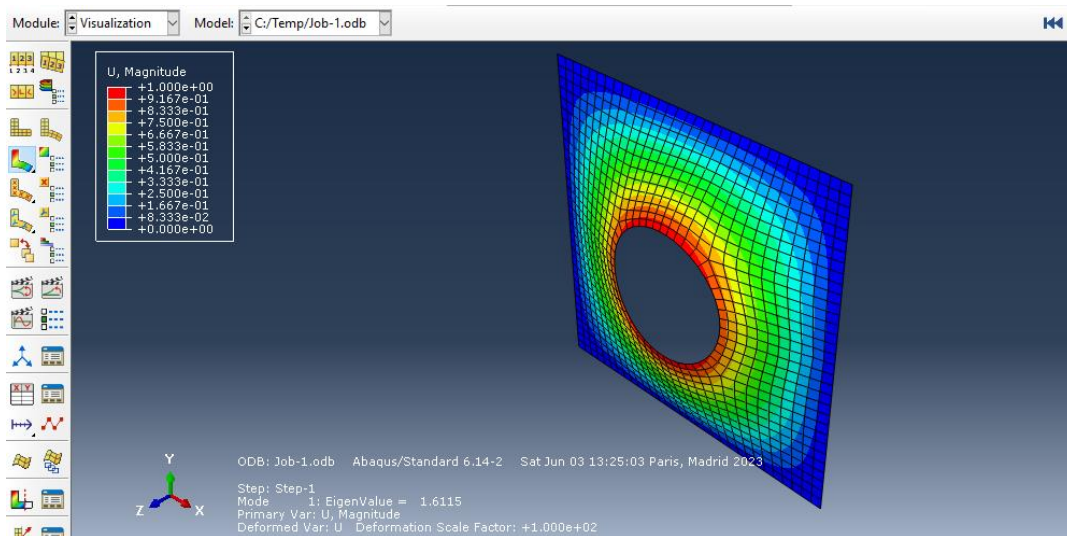 Module: Visualization Model: C:/Temp/Job-1.odb
U, Magnitude
+1.000e+00
+9.167e-01
+8.333e-01
+7.500e-01
+6.667e-01
+5.833e-01
+5.000e-01
+4.167e-01
+3.333e-01
+2.500e-01
+1.667e-01
+8.333e-02
+0.000e+00
Y
Z
X
ODB: Job-1.odb Abaqus/Standard 6.14-2 Sat Jun 03 13:25:03 Paris, Madrid 2023
Step: Step-1
Mode 1: EigenValue = 1.6115
Primary Var: U, Magnitude
Deformed Var: U Deformation Scale Factor: +1.000e+02